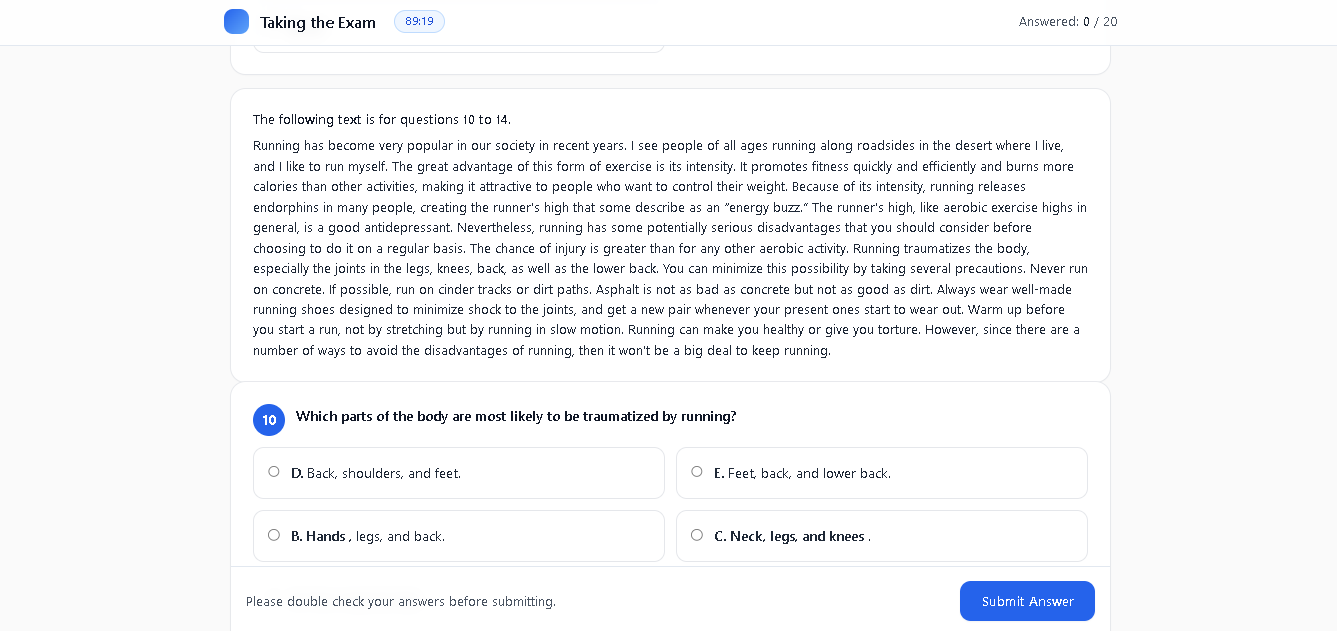 Taking the Exam
89:19
Answered: 0 / 20
The following text is for questions 10 to 14.
Running has become very popular in our society in recent years. I see people of all ages running along roadsides in the desert where I live,
and I like to run myself. The great advantage of this form of exercise is its intensity. It promotes fitness quickly and efficiently and burns more
calories than other activities, making it attractive to people who want to control their weight. Because of its intensity, running releases
endorphins in many people, creating the runner's high that some describe as an "energy buzz." The runner's high, like aerobic exercise highs in
general, is a good antidepressant. Nevertheless, running has some potentially serious disadvantages that you should consider before
choosing to do it on a regular basis. The chance of injury is greater than for any other aerobic activity. Running traumatizes the body,
especially the joints in the legs, knees, back, as well as the lower back. You can minimize this possibility by taking several precautions. Never run
on concrete. If possible, run on cinder tracks or dirt paths. Asphalt is not as bad as concrete but not as good as dirt. Always wear well-made
running shoes designed to minimize shock to the joints, and get a new pair whenever your present ones start to wear out. Warm up before
you start a run, not by stretching but by running in slow motion. Running can make you healthy or give you torture. However, since there are a
number of ways to avoid the disadvantages of running, then it won't be a big deal to keep running.
10
Which parts of the body are most likely to be traumatized by running?
D. Back, shoulders, and feet.
E. Feet, back, and lower back.
B. Hands , legs, and back.
C. Neck, legs, and knees .
Please double check your answers before submitting.
Submit Answer